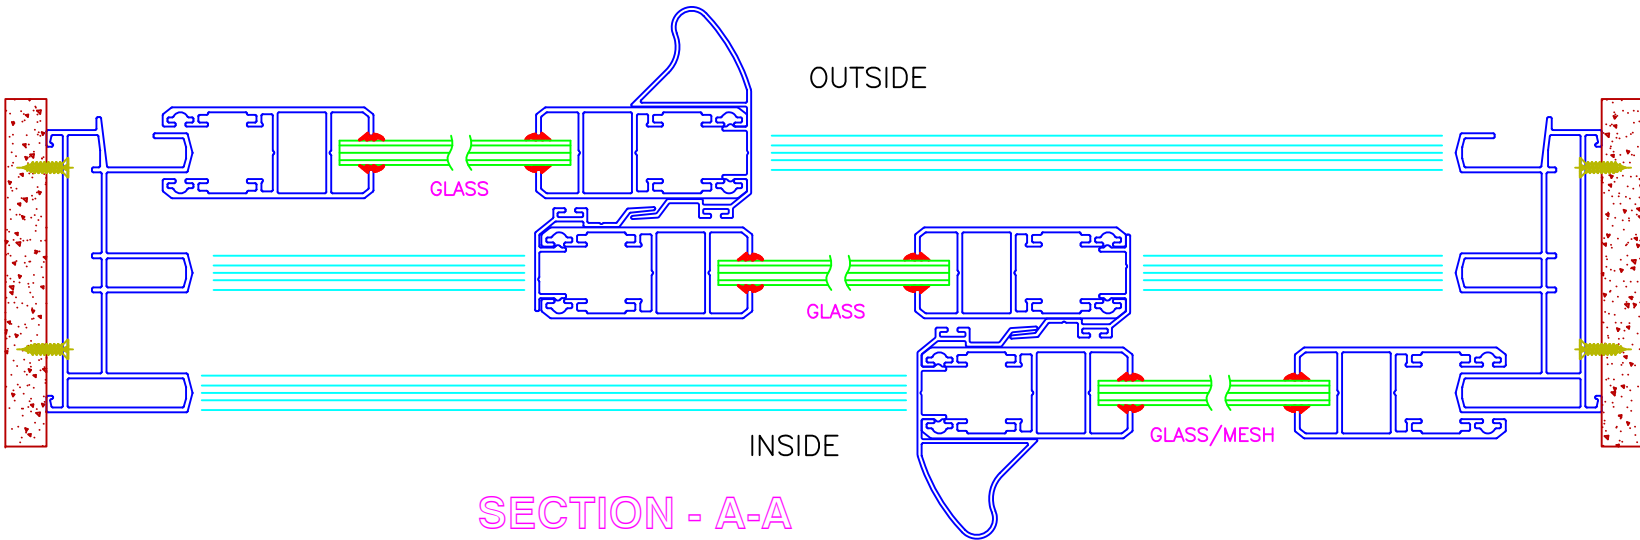 OUTSIDE
GLASS
GLASS
GLASS/MESH
INSIDE
SECTION - A-A